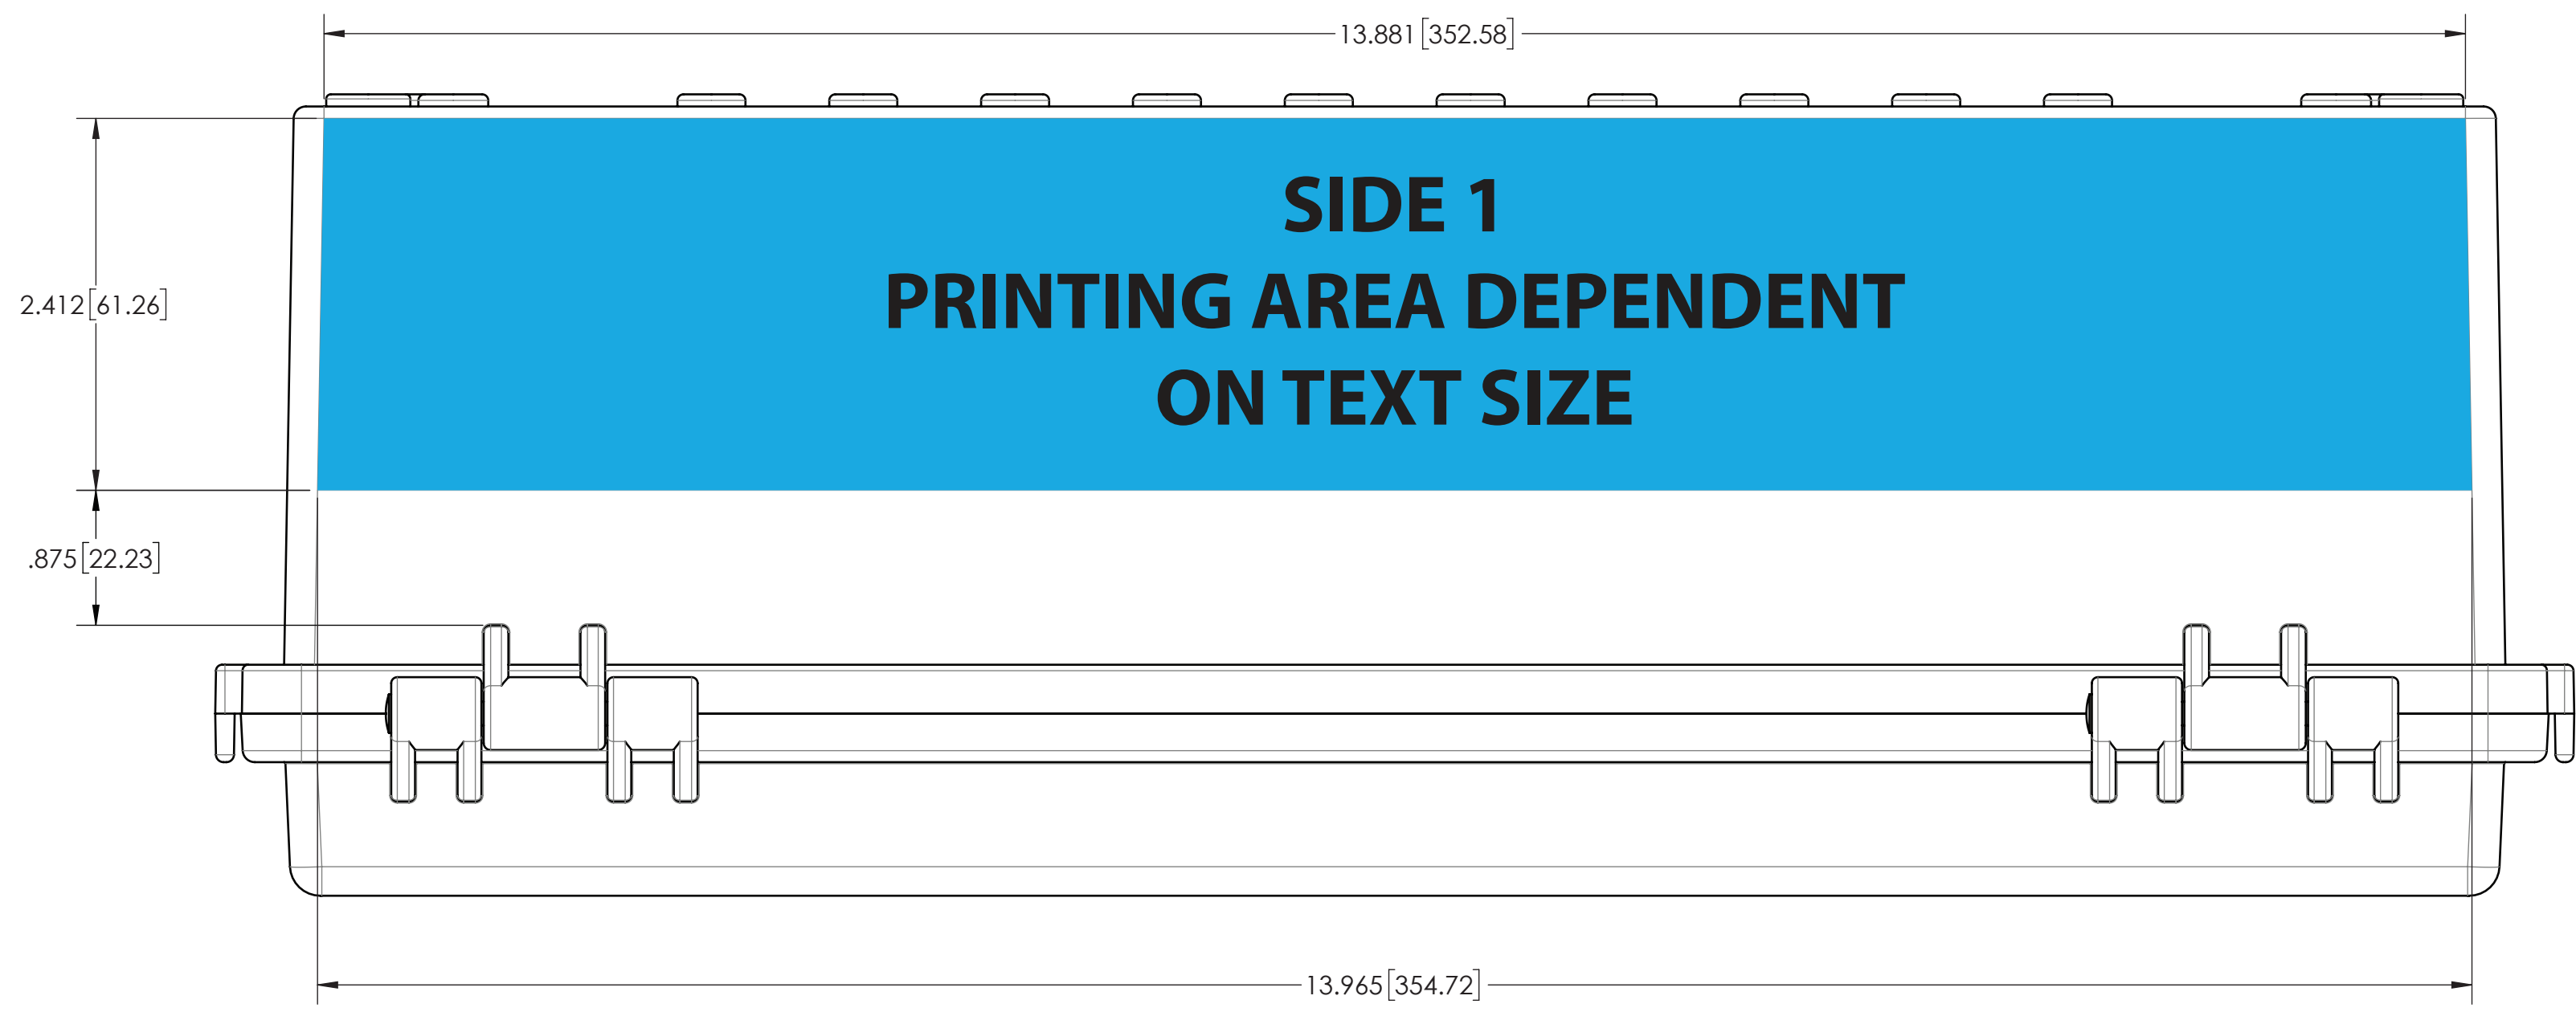 13.881[352.58]
SIDE 1
PRINTING AREA DEPENDENT
ON TEXT SIZE
2.412[61.26]
.875[22.23]
13.965[354.72]